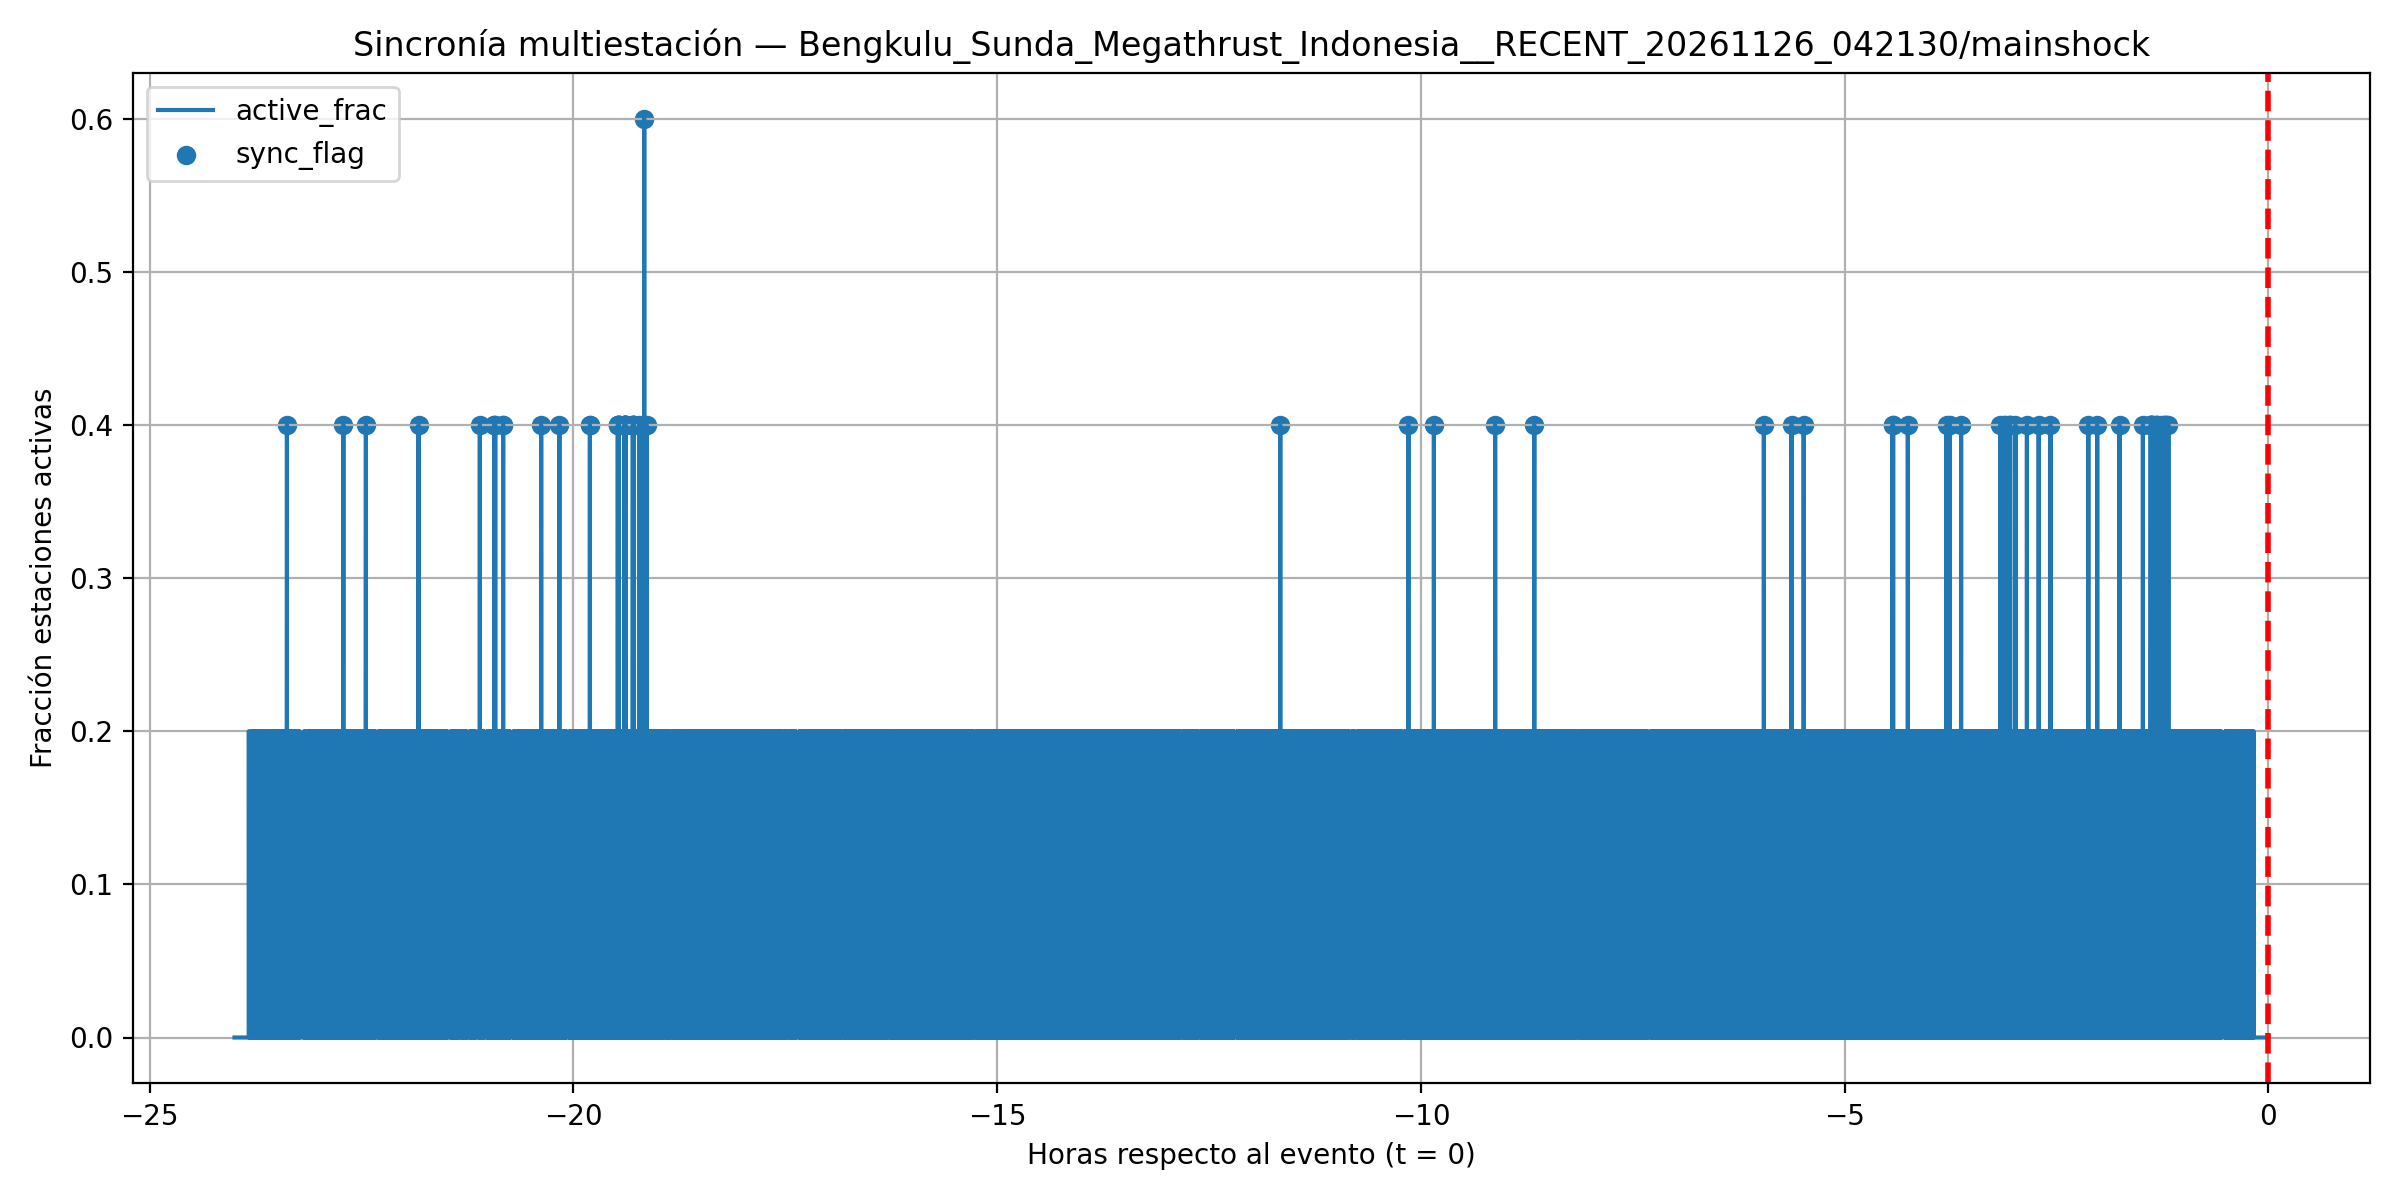 Sincronía multiestación — Bengkulu_Sunda_Megathrust_Indonesia__RECENT_20261126_042130/mainshock
active_frac
sync_flag
Fracción estaciones activas
0.6
0.5
0.4
0.3
0.2
0.1
0.0
−25
−20
−15
−10
−5
0
Horas respecto al evento (t = 0)